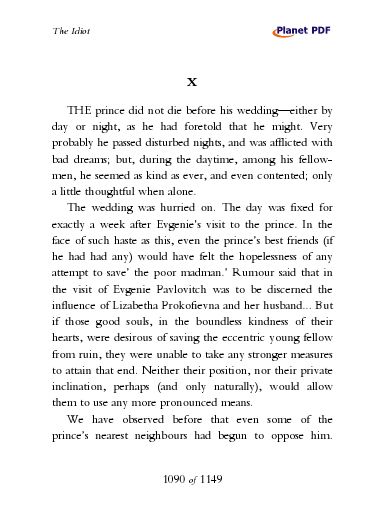 The Idiot
Planet PDF
X
THE prince did not die before his wedding—either by
day or night, as he had foretold that he might. Very
probably he passed disturbed nights, and was afflicted with
bad dreams; but, during the daytime, among his fellow-
men, he seemed as kind as ever, and even contented; only
a little thoughtful when alone.
The wedding was hurried on. The day was fixed for
exactly a week after Evgenie's visit to the prince. In the
face of such haste as this, even the prince's best friends (if
he had had any) would have felt the hopelessness of any
attempt to save' the poor madman.' Rumour said that in
the visit of Evgenie Pavlovitch was to be discerned the
influence of Lizabetha Prokofievna and her husband... But
if those good souls, in the boundless kindness of their
hearts, were desirous of saving the eccentric young fellow
from ruin, they were unable to take any stronger measures
to attain that end. Neither their position, nor their private
inclination, perhaps (and only naturally), would allow
them to use any more pronounced means.
We have observed before that even some of the
prince's nearest neighbours had begun to oppose him.
1090 of 1149